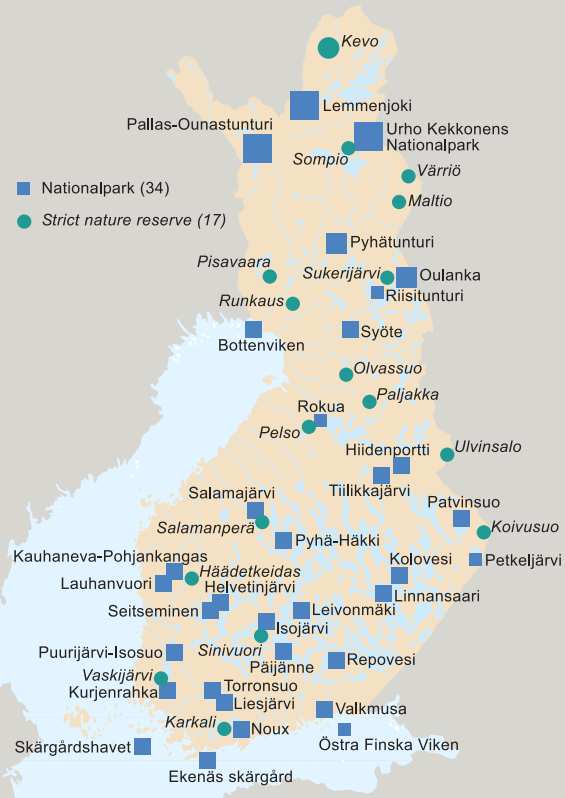 Kevo
Lemmenjoki
Pallas-Ounastunturi
Urho Kekkonens
Nationalpark
Sompio
Värriö
Nationalpark (34)
Maltio
Strict nature reserve (17)
Pyhätunturi
Pisavaara
Sukerijärvi
Oulanka
Riisitunturi
Runkaus
Syöte
Bottenviken
Olvassuo
Paljakka
Rokua
Pelso
Ulvinsalo
Hiidenportti
Tiilikkajärvi
Salamajärvi
Patvinsuo
Salamanperä
Koivusuo
Pyhä-Häkki
Kauhaneva-Pohjankangas
Kolovesi
Petkeljärvi
Häädetkeidas
Lauhanvuori
Helvetinjärvi
Linnansaari
Seitseminen
Leivonmäki
Isojärvi
Puurijärvi-Isosuo
Sinivuori
Päijänne
Repovesi
Vaskijärvi
Kurjenrahka
Torronsuo
Liesjärvi
Valkmusa
Karkali
Noux
Östra Finska Viken
Skärgårdshavet
Ekenäs skärgård